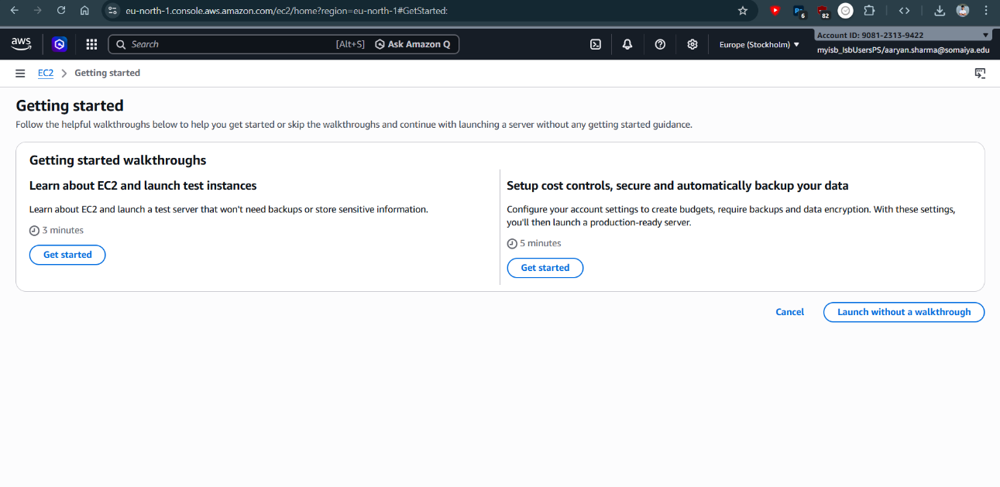 eu-north-1.console.aws.amazon.com/ec2/home?region=eu-north-1#GetStarted:
6
82
aws
Search
[Alt+S]
Ask Amazon Q
Europe (Stockholm) ▼
Account ID: 9081-2313-9422
myisb_IsbUsersPS/aaryan.sharma@somaiya.edu
EC2 > Getting started
Getting started
Follow the helpful walkthroughs below to help you get started or skip the walkthroughs and continue with launching a server without any getting started guidance.
Getting started walkthroughs
Learn about EC2 and launch test instances
Learn about EC2 and launch a test server that won't need backups or store sensitive information.
3 minutes
Get started
Setup cost controls, secure and automatically backup your data
Configure your account settings to create budgets, require backups and data encryption. With these settings,
you'll then launch a production-ready server.
5 minutes
Get started
Cancel
Launch without a walkthrough